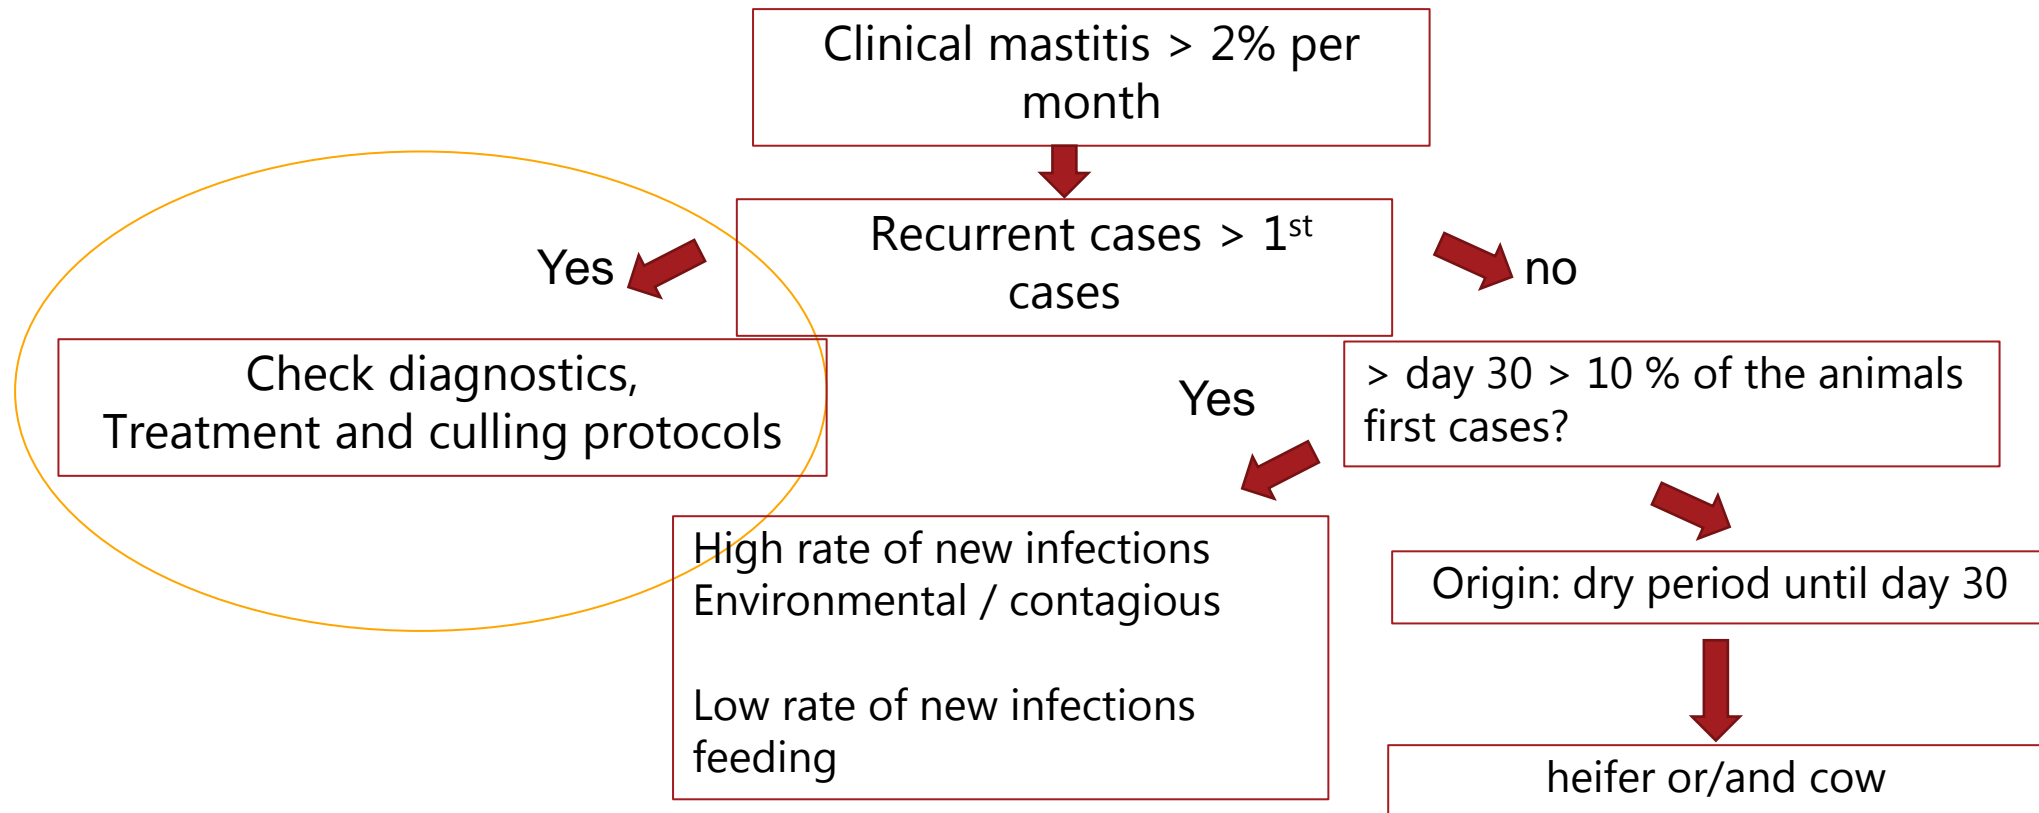 Clinical mastitis > 2% per
month
Recurrent cases > 1st
cases
Yes
no
Check diagnostics,
Treatment and culling protocols
> day 30 > 10 % of the animals
first cases?
Yes
High rate of new infections
Environmental / contagious
Low rate of new infections
feeding
Origin: dry period until day 30
heifer or/and cow